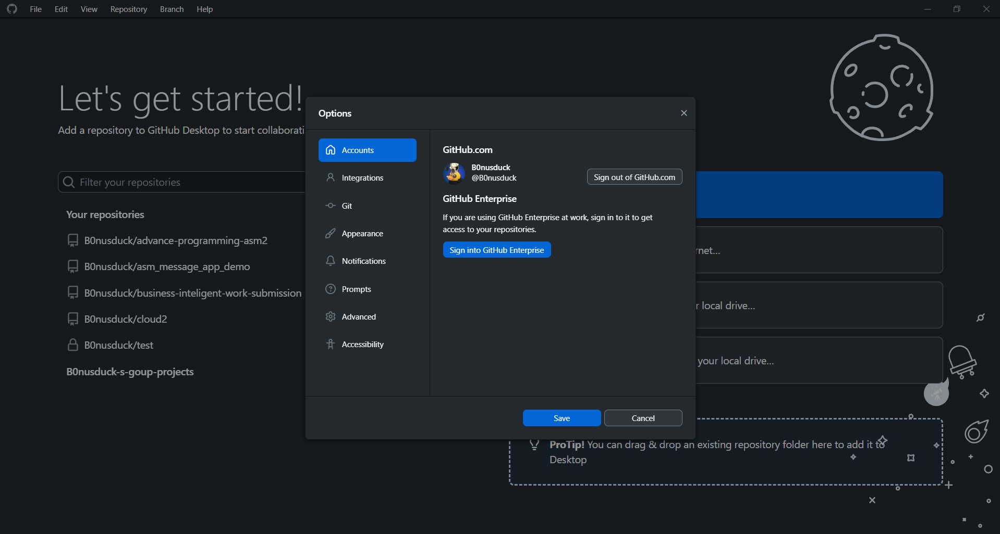 File Edit View Repository Branch Help
Let's get started!
Add a repository to GitHub Desktop to start collaborati
Filter your repositories
Your repositories
B0nusduck/advance-programming-asm2
B0nusduck/asm_message_app_demo
B0nusduck/business-inteligent-work-submission
B0nusduck/cloud2
B0nusduck/test
B0nusduck-s-goup-projects
Options
Accounts
Integrations
Git
Appearance
Notifications
Prompts
Advanced
Accessibility
GitHub.com
B0nusduck
@B0nusduck
Sign out of GitHub.com
GitHub Enterprise
If you are using GitHub Enterprise at work, sign in to it to get
access to your repositories.
Sign into GitHub Enterprise
Save
Cancel
rnet...
r local drive...
your local drive...
ProTip! You can drag & drop an existing repository folder here to add it to
Desktop